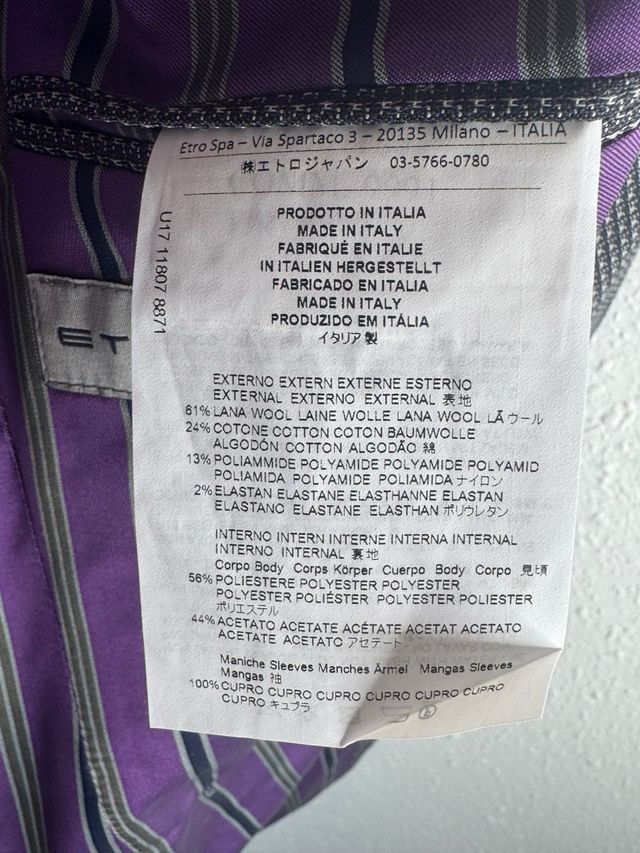 Etro Spa – Via Spartaco 3 – 20135 Milano – ITALIA
㈱エトロジャパン 03-5766-0780
U17 11807 8871
PRODOTTO IN ITALIA
MADE IN ITALY
FABRIQUÉ EN ITALIE
IN ITALIEN HERGESTELLT
FABRICADO EN ITALIA
MADE IN ITALY
PRODUZIDO EM ITÁLIA
イタリア製
ET
EXTERNO EXTERN EXTERNE ESTERNO
EXTERNAL EXTERNO EXTERNAL 表地
61% LANA WOOL LAINE WOLLE LANA WOOL LÃ ウール
24% COTONE COTTON COTON BAUMWOLLE
ALGODÓN COTTON ALGODÃO 綿
13% POLIAMMIDE POLYAMIDE POLYAMIDE POLYAMID
POLIAMIDA POLYAMIDE POLIAMIDA ナイロン
2% ELASTAN ELASTANE ELASTHANNE ELASTAN
ELASTANO ELASTANE ELASTHAN ポリウレタン
INTERNO INTERN INTERNE INTERNA INTERNAL
INTERNO INTERNAL 裏地
Corpo Body Corps Körper Cuerpo Body Corpo 見頃
56% POLIESTERE POLYESTER POLYESTER
POLYESTER POLIÉSTER POLYESTER POLIESTER
ポリエステル
44% ACETATO ACETATE ACÉTATE ACETAT ACETATO
ACETATE ACETATO アセテート
Maniche Sleeves Manches Ärmel Mangas Sleeves
Mangas 袖
100% CUPRO CUPRO CUPRO CUPRO CUPRO CUPRO
CUPRO キュプラ